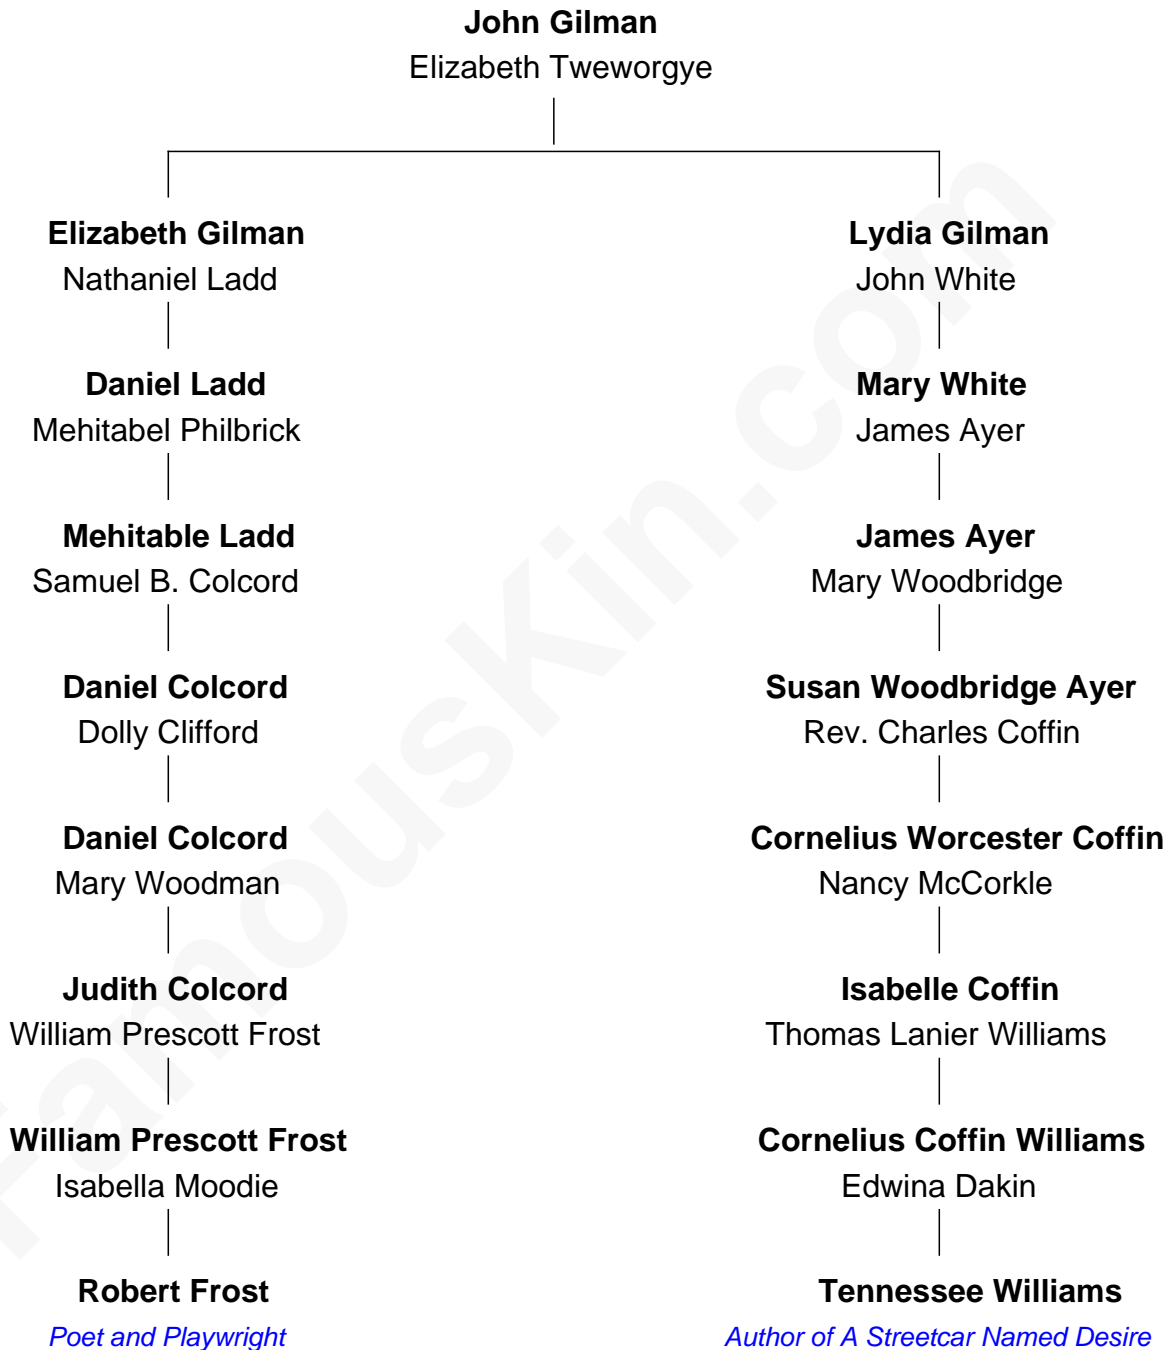 John Gilman
Elizabeth Tweworgye
Elizabeth Gilman
Nathaniel Ladd
Daniel Ladd
Mehitabel Philbrick
Mehitable Ladd
Samuel B. Colcord
Daniel Colcord
Dolly Clifford
Daniel Colcord
Mary Woodman
Judith Colcord
William Prescott Frost
William Prescott Frost
Isabella Moodie
Robert Frost
Poet and Playwright
Lydia Gilman
John White
Mary White
James Ayer
James Ayer
Mary Woodbridge
Susan Woodbridge Ayer
Rev. Charles Coffin
Cornelius Worcester Coffin
Nancy McCorkle
Isabelle Coffin
Thomas Lanier Williams
Cornelius Coffin Williams
Edwina Dakin
Tennessee Williams
Author of A Streetcar Named Desire
FamousKin.com